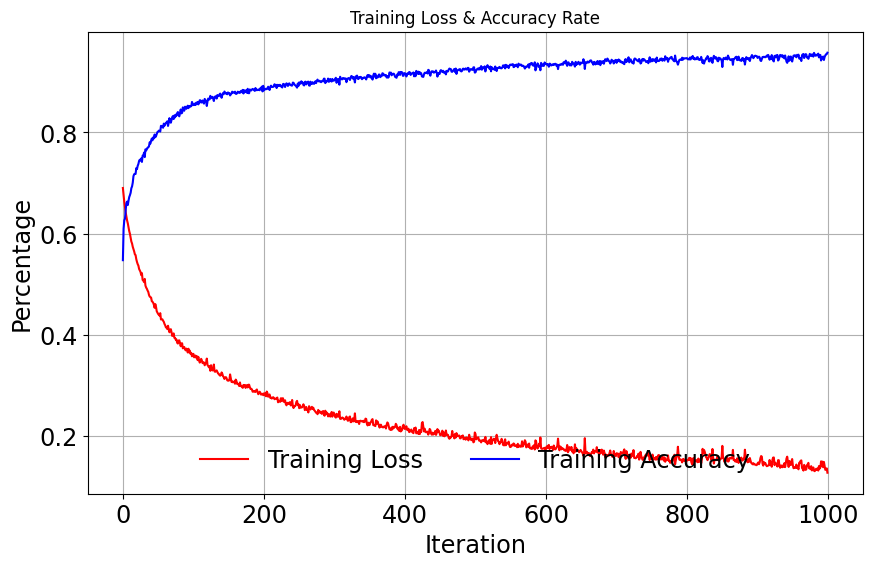 Training Loss & Accuracy Rate
Percentage
0.8
0.6
0.4
0.2
Training Loss Training Accuracy
0 200 400 600 800 1000
Iteration